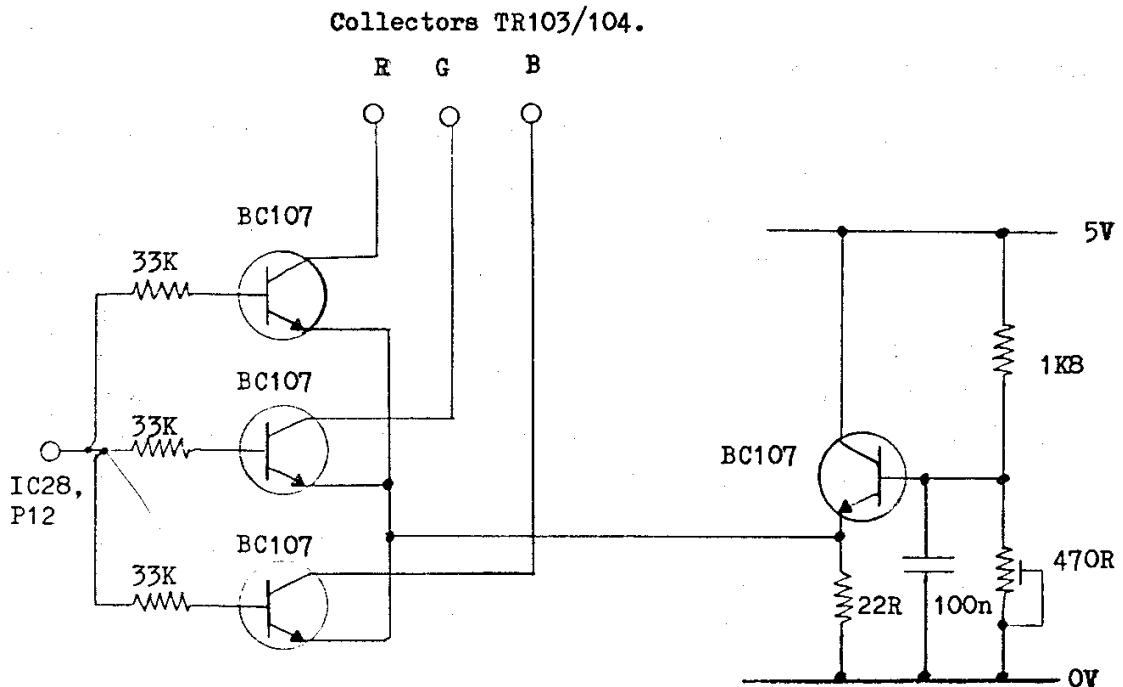 Collectors TR103/104.
R G B
BC107
33K
5V
1K8
BC107
33K
BC107
IC28,
P12
BC107
33K
470R
22R
100n
0V